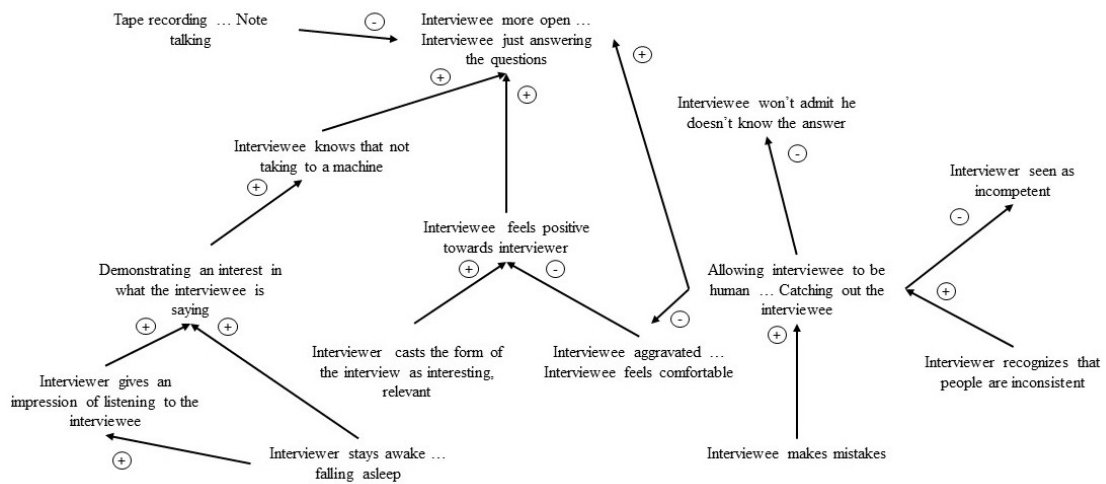 Tape recording … Note
talking
-
Interviewee more open …
Interviewee just answering
the questions
+
+
+
Interviewee won't admit he
doesn't know the answer
-
Interviewee knows that not
taking to a machine
+
Interviewer seen as
incompetent
-
Interviewee feels positive
towards interviewer
+
-
Demonstrating an interest in
what the interviewee is
saying
+
+
Allowing interviewee to be
human … Catching out the
interviewee
+
-
+
Interviewer casts the form of
the interview as interesting,
relevant
Interviewee aggravated …
Interviewee feels comfortable
Interviewer recognizes that
people are inconsistent
Interviewer gives an
impression of listening to the
interviewee
+
Interviewer stays awake …
falling asleep
Interviewee makes mistakes